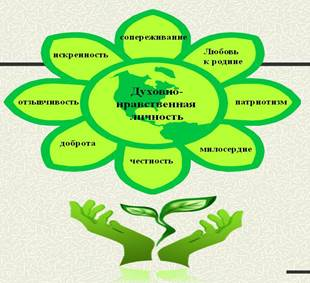 сопереживание
искренность
Любовь
к родине
Духовно-
нравственная
личность
отзывчивость
патриотизм
доброта
милосердие
честность